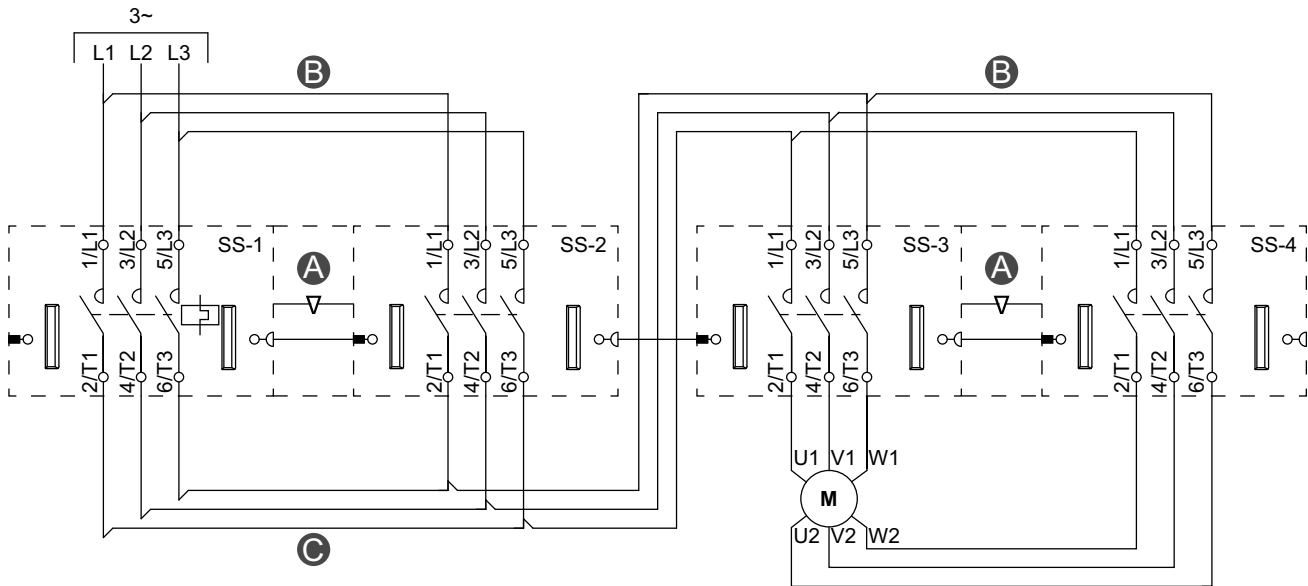 3~
L1 L2 L3
B B
1/L1 3/L2 5/L3 SS-1 1/L1 3/L2 5/L3 SS-2 1/L1 3/L2 5/L3 SS-3 1/L1 3/L2 5/L3 SS-4
A A
2/T1 4/T2 6/T3 2/T1 4/T2 6/T3 2/T1 4/T2 6/T3 2/T1 4/T2 6/T3
U1 V1 W1
M
U2 V2 W2
C